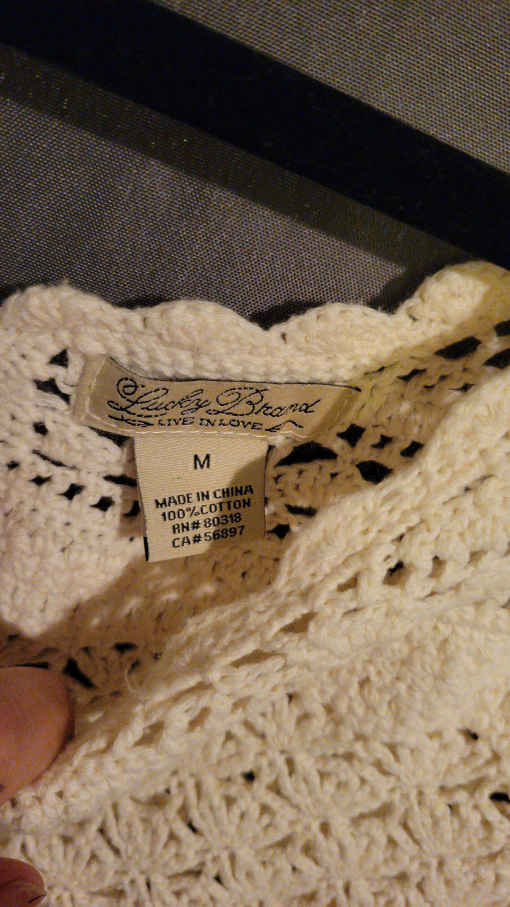 Lucky Brand
LIVE IN LOVE
M
MADE IN CHINA
100%COTTON
RN#80318
CA#56897